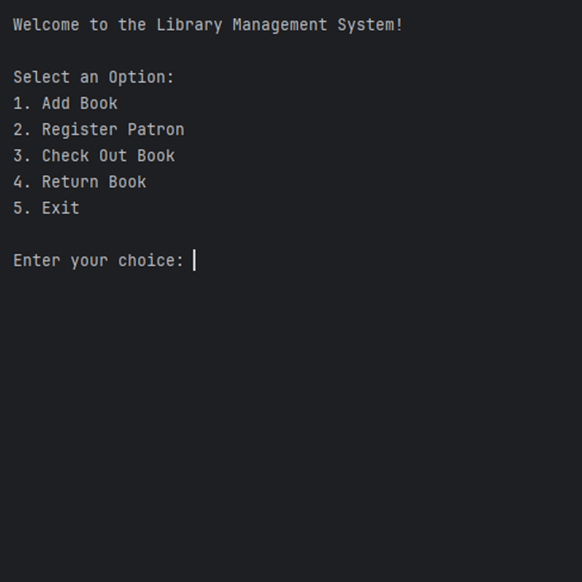 Welcome to the Library Management System!
Select an Option:
1. Add Book
2. Register Patron
3. Check Out Book
4. Return Book
5. Exit
Enter your choice: